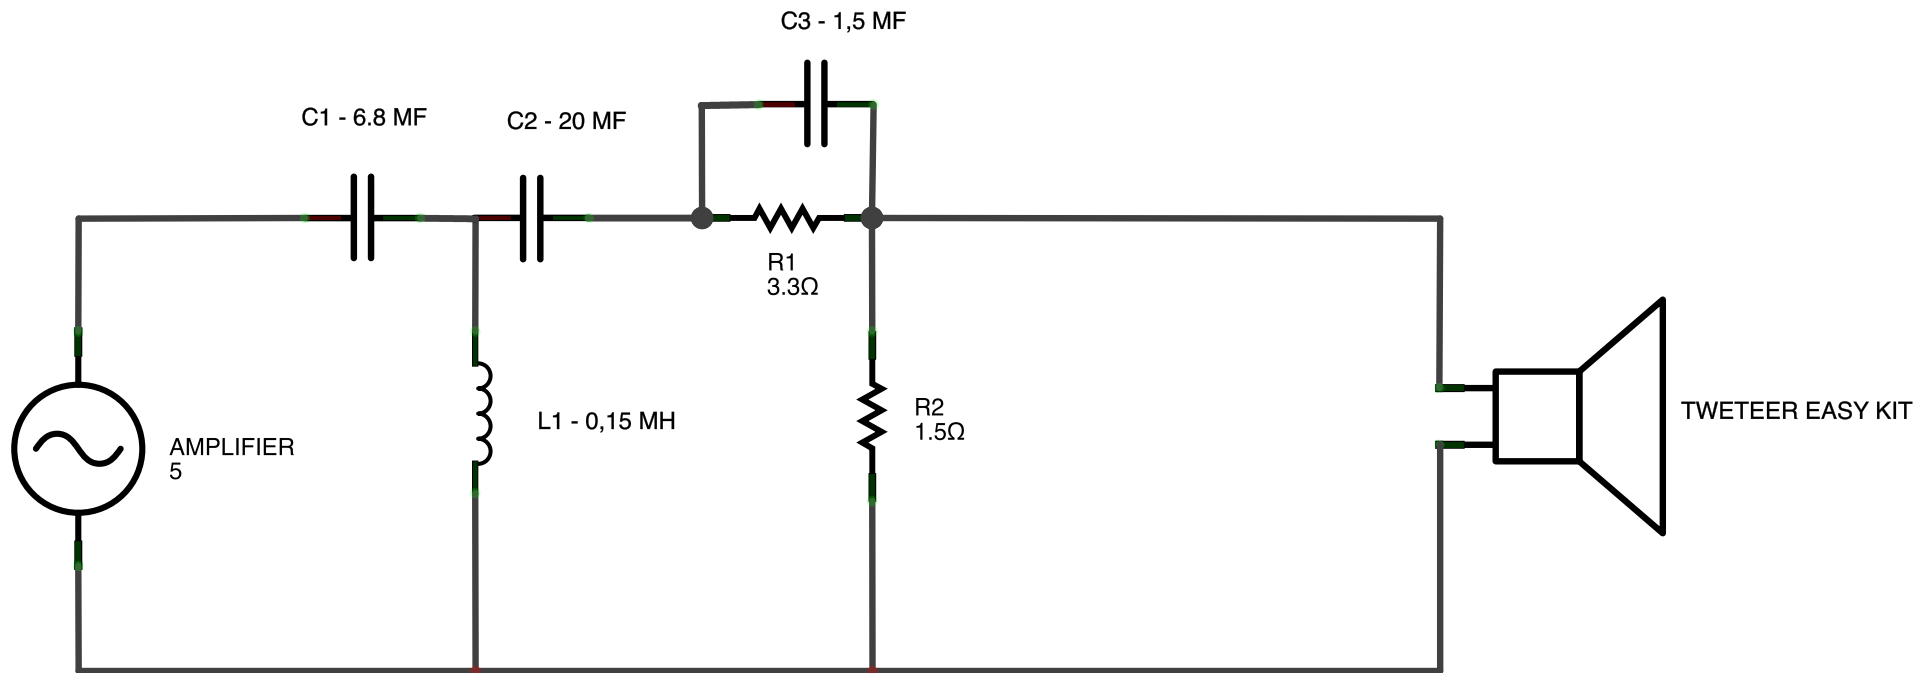 C3 - 1,5 MF
C1 - 6.8 MF
C2 - 20 MF
R1
3.3Ω
L1 - 0,15 MH
R2
1.5Ω
AMPLIFIER
5
TWETEER EASY KIT